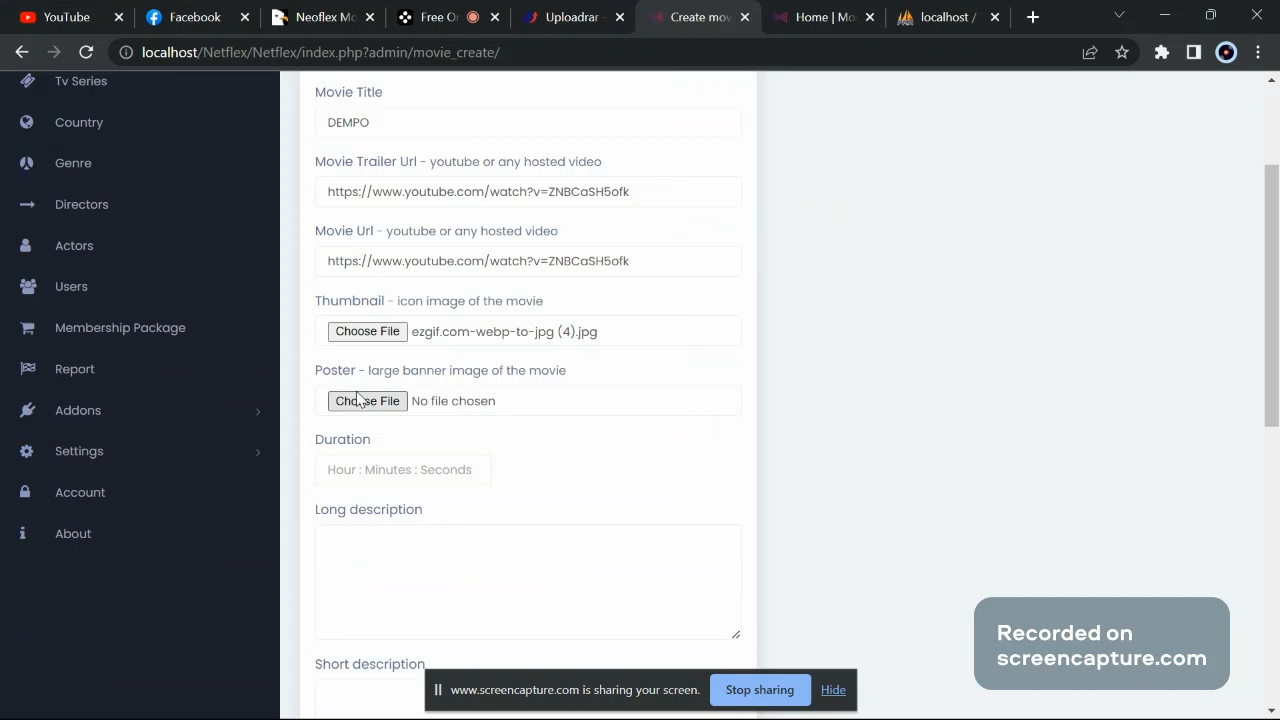 YouTube
Facebook
Neoflex Mo
Free Or
Uploadrar -
Create mov
Home | Mo
localhost /
localhost/Netflex/Netflex/index.php?admin/movie_create/
Tv Series
Country
Genre
Directors
Actors
Users
Membership Package
Report
Addons
Settings
Account
About
Movie Title
DEMPO
Movie Trailer Url - youtube or any hosted video
https://www.youtube.com/watch?v=ZNBCaSH5ofk
Movie Url - youtube or any hosted video
https://www.youtube.com/watch?v=ZNBCaSH5ofk
Thumbnail - icon image of the movie
Choose File ezgif.com-webp-to-jpg (4).jpg
Poster - large banner image of the movie
Choose File No file chosen
Duration
Hour : Minutes : Seconds
Long description
Short description
Recorded on
screencapture.com
www.screencapture.com is sharing your screen. Stop sharing Hide